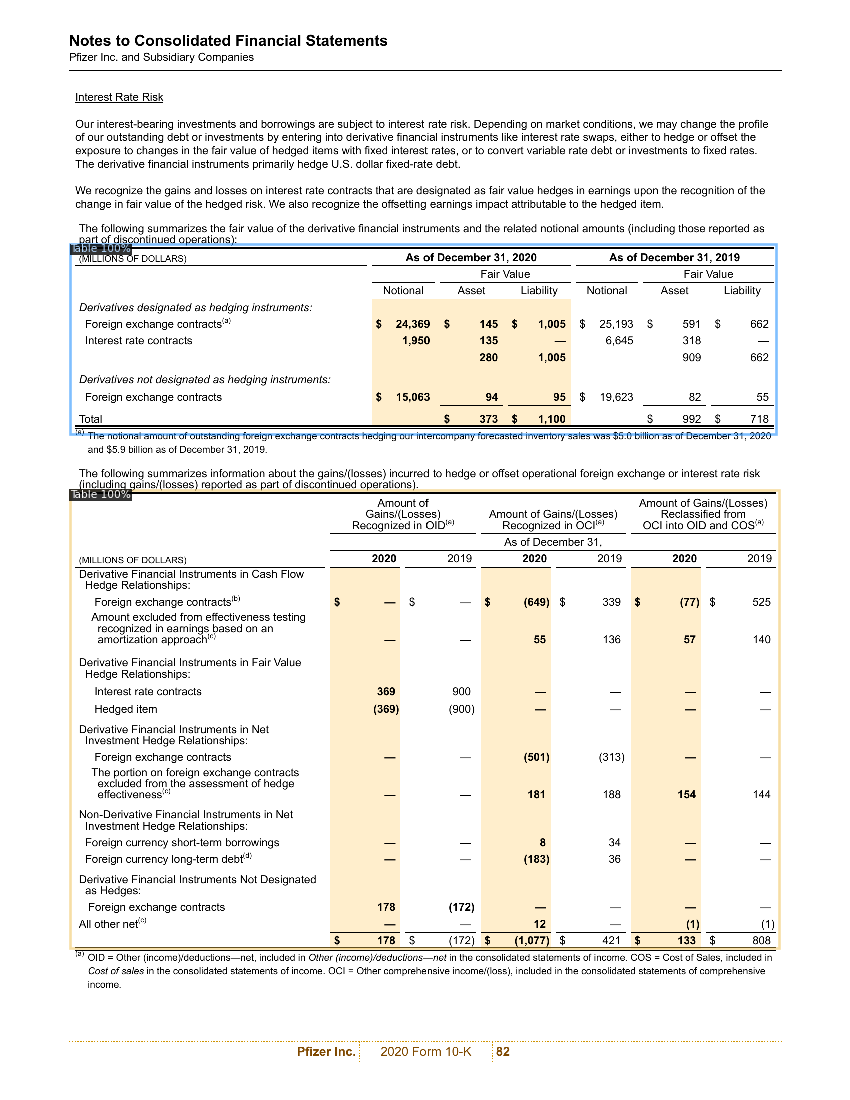 Notes to Consolidated Financial Statements
Pfizer Inc. and Subsidiary Companies
Interest Rate Risk
Our interest-bearing investments and borrowings are subject to interest rate risk. Depending on market conditions, we may change the profile
of our outstanding debt or investments by entering into derivative financial instruments like interest rate swaps, either to hedge or offset the
exposure to changes in the fair value of hedged items with fixed interest rates, or to convert variable rate debt or investments to fixed rates.
The derivative financial instruments primarily hedge U.S. dollar fixed-rate debt.
We recognize the gains and losses on interest rate contracts that are designated as fair value hedges in earnings upon the recognition of the
change in fair value of the hedged risk. We also recognize the offsetting earnings impact attributable to the hedged item.
The following summarizes the fair value of the derivative financial instruments and the related notional amounts (including those reported as
part of discontinued operations):
Table 100%
(MILLIONS OF DOLLARS) As of December 31, 2020 As of December 31, 2019
Fair Value Fair Value
Notional Asset Liability Notional Asset Liability
Derivatives designated as hedging instruments:
Foreign exchange contracts(a) $ 24,369 $ 145 $ 1,005 $ 25,193 $ 591 $ 662
Interest rate contracts 1,950 135 — 6,645 318 —
280 1,005 909 662
Derivatives not designated as hedging instruments:
Foreign exchange contracts $ 15,063 94 95 $ 19,623 82 55
Total $ 373 $ 1,100 $ 992 $ 718
(a) The notional amount of outstanding foreign exchange contracts hedging our intercompany forecasted inventory sales was $5.0 billion as of December 31, 2020
and $5.9 billion as of December 31, 2019.
The following summarizes information about the gains/(losses) incurred to hedge or offset operational foreign exchange or interest rate risk
(including gains/(losses) reported as part of discontinued operations).
Table 100%
Amount of Gains/(Losses) Recognized in OID(a) Amount of Gains/(Losses) Recognized in OCI(a) Amount of Gains/(Losses) Reclassified from OCI into OID and COS(a)
As of December 31,
(MILLIONS OF DOLLARS) 2020 2019 2020 2019 2020 2019
Derivative Financial Instruments in Cash Flow
Hedge Relationships:
Foreign exchange contracts(b) $ — $ — $ (649) $ 339 $ (77) $ 525
Amount excluded from effectiveness testing
recognized in earnings based on an
amortization approach(c) — — 55 136 57 140
Derivative Financial Instruments in Fair Value
Hedge Relationships:
Interest rate contracts 369 900 — — — —
Hedged item (369) (900) — — — —
Derivative Financial Instruments in Net
Investment Hedge Relationships:
Foreign exchange contracts — — (501) (313) — —
The portion on foreign exchange contracts
excluded from the assessment of hedge
effectiveness(c) — — 181 188 154 144
Non-Derivative Financial Instruments in Net
Investment Hedge Relationships:
Foreign currency short-term borrowings — — 8 34 — —
Foreign currency long-term debt(d) — — (183) 36 — —
Derivative Financial Instruments Not Designated
as Hedges:
Foreign exchange contracts 178 (172) — — — —
All other net(c) — — 12 — (1) (1)
$ 178 $ (172) $ (1,077) $ 421 $ 133 $ 808
(a) OID = Other (income)/deductions—net, included in Other (income)/deductions—net in the consolidated statements of income. COS = Cost of Sales, included in
Cost of sales in the consolidated statements of income. OCI = Other comprehensive income/(loss), included in the consolidated statements of comprehensive
income.
Pfizer Inc. 2020 Form 10-K 82